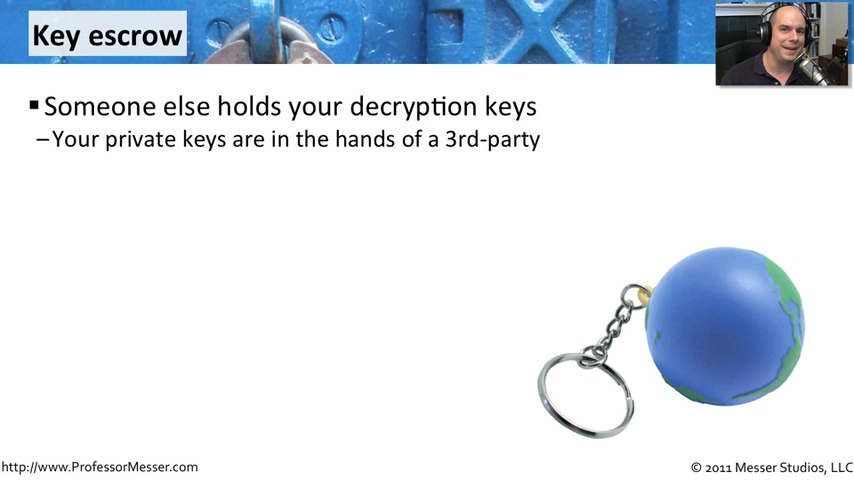 Key escrow
▪ Someone else holds your decryption keys
– Your private keys are in the hands of a 3rd-party
http://www.ProfessorMesser.com
© 2011 Messer Studios, LLC